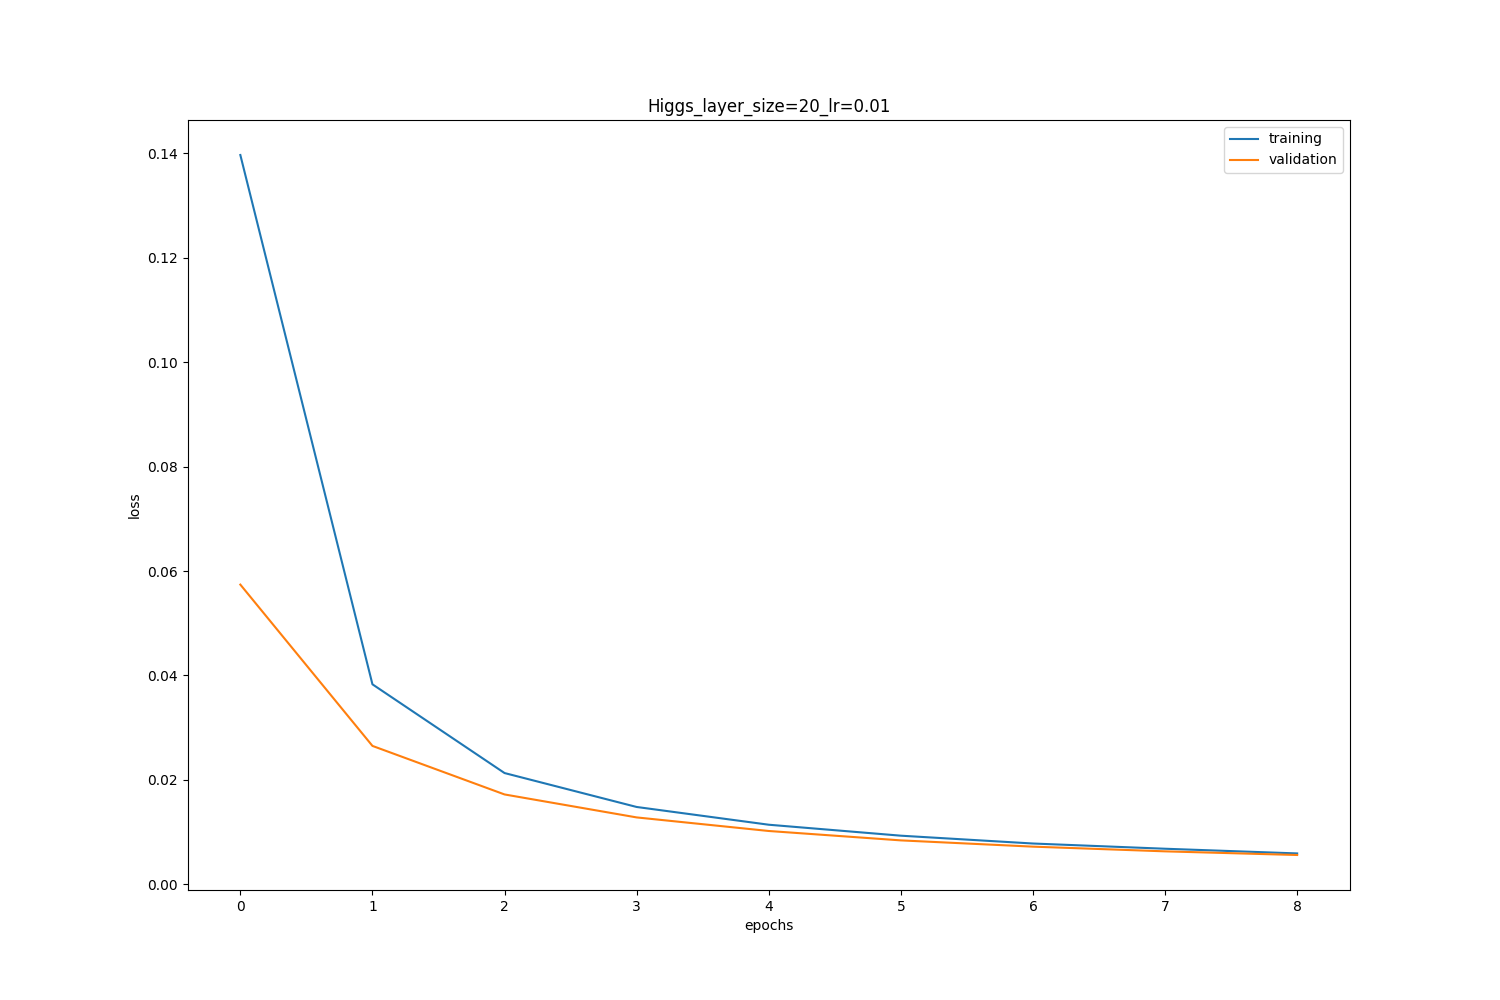 Higgs_layer_size=20_lr=0.01
training
validation
0.14
0.12
0.10
0.08
0.06
0.04
0.02
0.00
loss
0 1 2 3 4 5 6 7 8
epochs